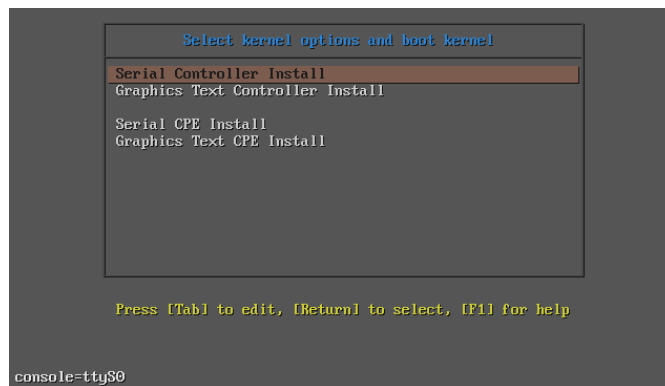 Select kernel options and boot kernel
Serial Controller Install
Graphics Text Controller Install
Serial CPE Install
Graphics Text CPE Install
Press [Tab] to edit, [Return] to select, [F1] for help
console=ttyS0